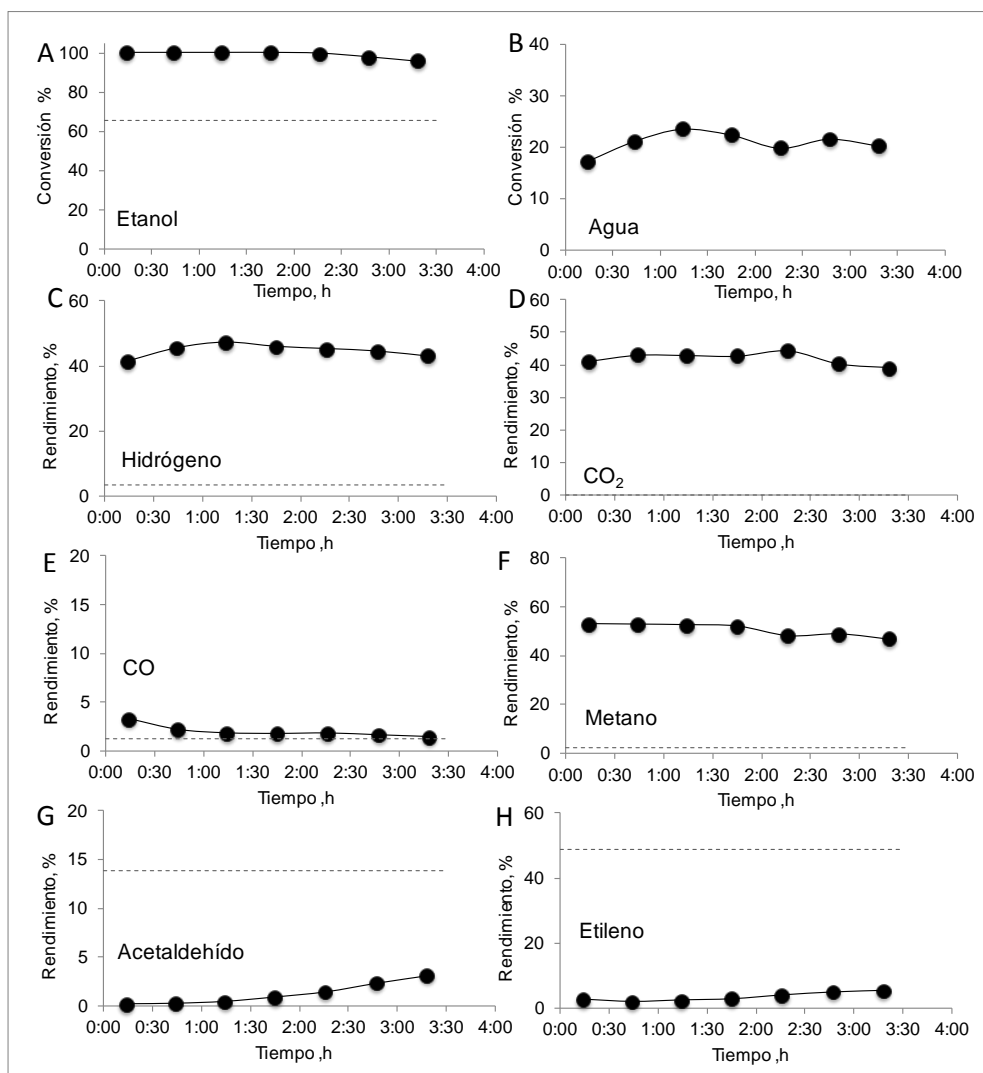 A
Conversión %
100
80
60
40
20
0
Etanol
0:00 0:30 1:00 1:30 2:00 2:30 3:00 3:30 4:00
Tiempo, h
B
Conversión %
40
30
20
10
0
Agua
0:00 0:30 1:00 1:30 2:00 2:30 3:00 3:30 4:00
Tiempo, h
C
Rendimiento, %
60
40
20
0
Hidrógeno
0:00 0:30 1:00 1:30 2:00 2:30 3:00 3:30 4:00
Tiempo ,h
D
Rendimiento, %
60
50
40
30
20
10
0
CO₂
0:00 0:30 1:00 1:30 2:00 2:30 3:00 3:30 4:00
Tiempo ,h
E
Rendimiento, %
20
15
10
5
0
CO
0:00 0:30 1:00 1:30 2:00 2:30 3:00 3:30 4:00
Tiempo ,h
F
Rendimiento, %
80
60
40
20
0
Metano
0:00 0:30 1:00 1:30 2:00 2:30 3:00 3:30 4:00
Tiempo ,h
G
Rendimiento, %
20
15
10
5
0
Acetaldehído
0:00 0:30 1:00 1:30 2:00 2:30 3:00 3:30 4:00
Tiempo ,h
H
Rendimiento, %
60
40
20
0
Etileno
0:00 0:30 1:00 1:30 2:00 2:30 3:00 3:30 4:00
Tiempo ,h